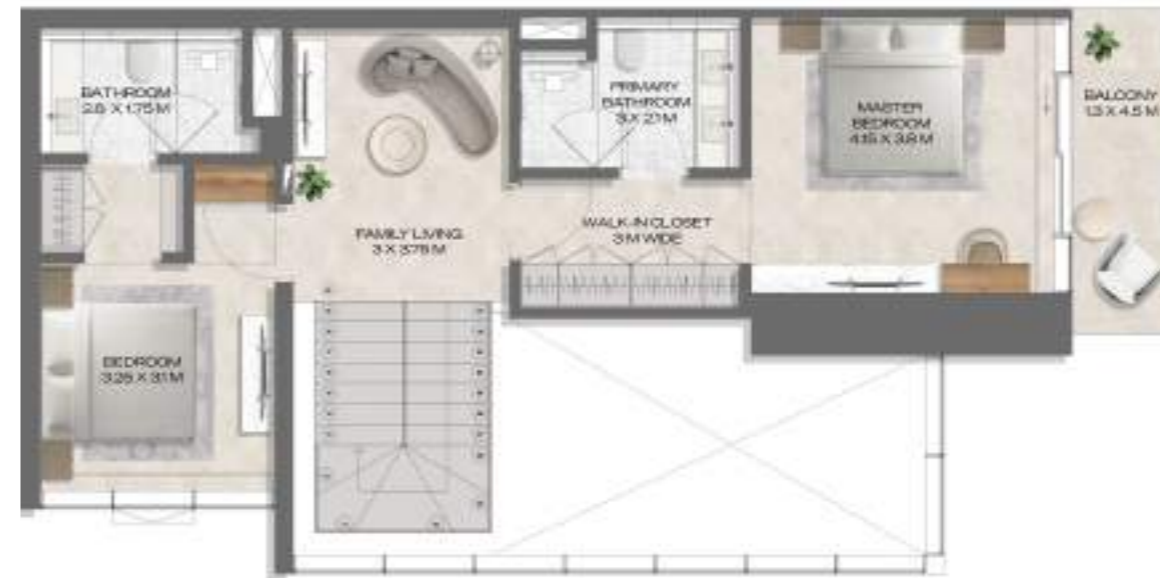 BATHROOM
2.8 X 1.75 M
PRIMARY
BATHROOM
3 X 2.1 M
MASTER
BEDROOM
4.15 X 3.8 M
BALCONY
1.3 X 4.5 M
FAMILY LIVING
3 X 3.78 M
WALK-IN CLOSET
3 M WIDE
BEDROOM
3.25 X 3.1 M